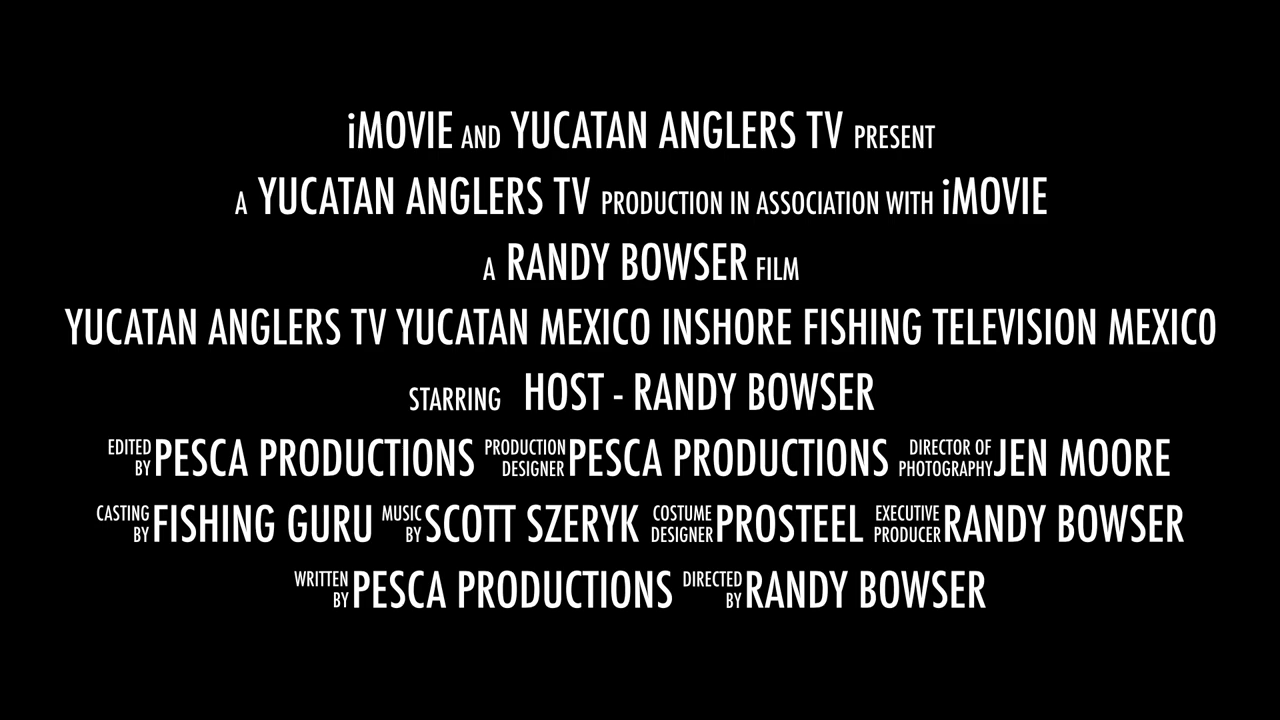 iMOVIE AND YUCATAN ANGLERS TV PRESENT
A YUCATAN ANGLERS TV PRODUCTION IN ASSOCIATION WITH iMOVIE
A RANDY BOWSER FILM
YUCATAN ANGLERS TV YUCATAN MEXICO INSHORE FISHING TELEVISION MEXIC0
STARRING HOST - RANDY BOWSER
EDITED BY PESCA PRODUCTIONS PRODUCTION DESIGNER PESCA PRODUCTIONS DIRECTOR OF PHOTOGRAPHY JEN MOORE
CASTING BY FISHING GURU MUSIC BY SCOTT SZERYK COSTUME DESIGNER PROSTEEL EXECUTIVE PRODUCER RANDY BOWSER
WRITTEN BY PESCA PRODUCTIONS DIRECTED BY RANDY BOWSER